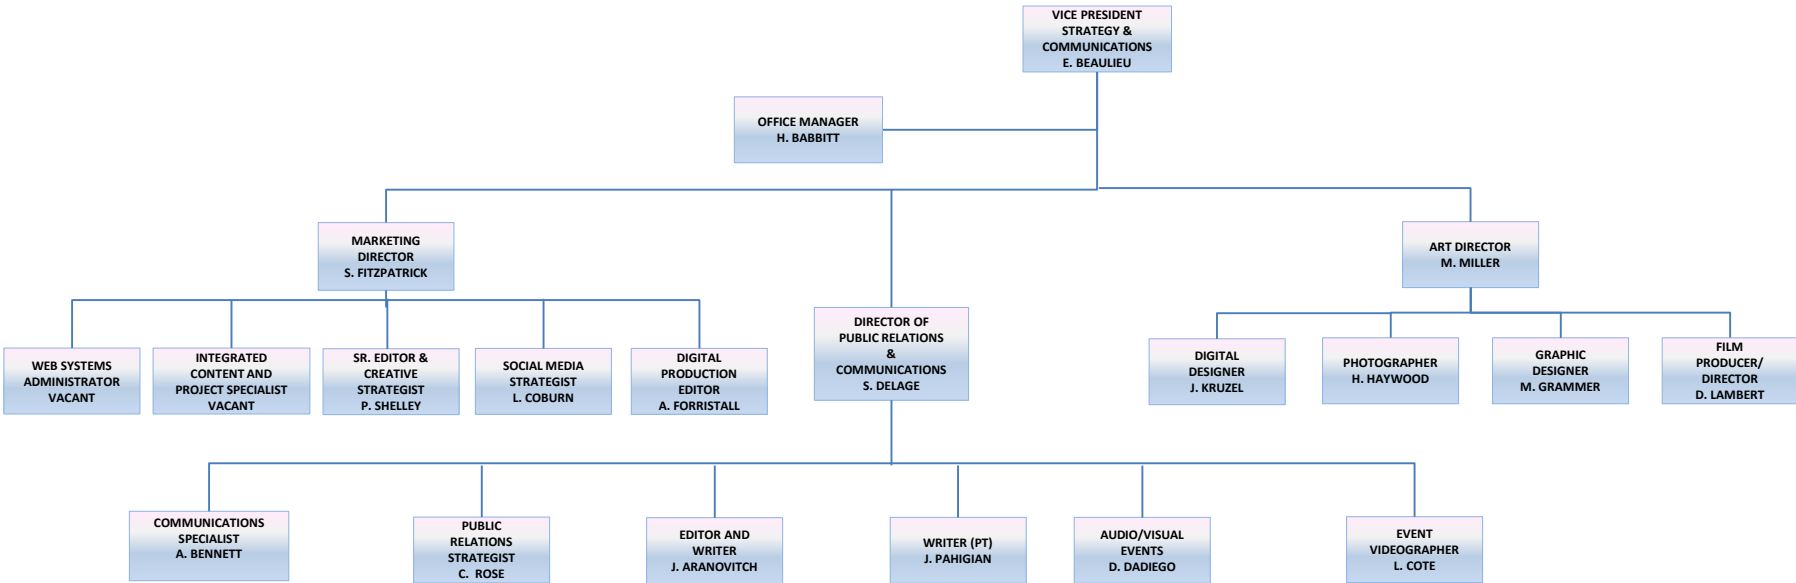 VICE PRESIDENT
STRATEGY &
COMMUNICATIONS
E. BEAULIEU
OFFICE MANAGER
H. BABBITT
MARKETING
DIRECTOR
S. FITZPATRICK
ART DIRECTOR
M. MILLER
DIRECTOR OF
PUBLIC RELATIONS
&
COMMUNICATIONS
S. DELAGE
WEB SYSTEMS
ADMINISTRATOR
VACANT
INTEGRATED
CONTENT AND
PROJECT SPECIALIST
VACANT
SR. EDITOR &
CREATIVE
STRATEGIST
P. SHELLEY
SOCIAL MEDIA
STRATEGIST
L. COBURN
DIGITAL
PRODUCTION
EDITOR
A. FORRISTALL
DIGITAL
DESIGNER
J. KRUZEL
PHOTOGRAPHER
H. HAYWOOD
GRAPHIC
DESIGNER
M. GRAMMER
FILM
PRODUCER/
DIRECTOR
D. LAMBERT
COMMUNICATIONS
SPECIALIST
A. BENNETT
PUBLIC
RELATIONS
STRATEGIST
C. ROSE
EDITOR AND
WRITER
J. ARANOVITCH
WRITER (PT)
J. PAHIGIAN
AUDIO/VISUAL
EVENTS
D. DADIEGO
EVENT
VIDEOGRAPHER
L. COTE